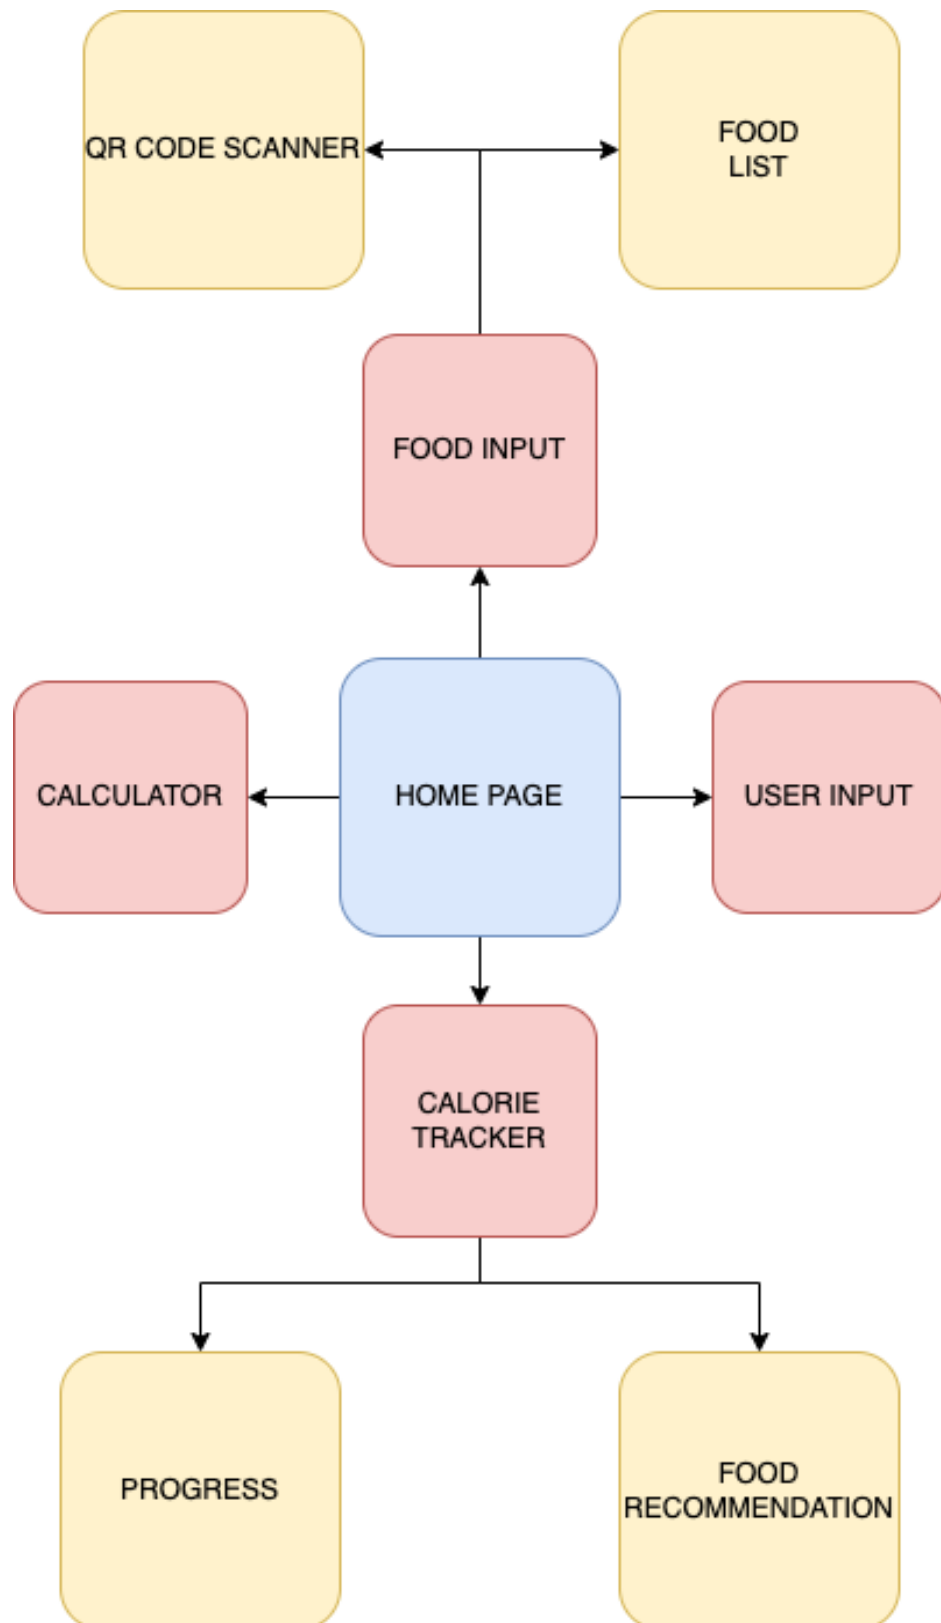 QR CODE SCANNER
FOOD
LIST
FOOD INPUT
CALCULATOR
HOME PAGE
USER INPUT
CALORIE
TRACKER
PROGRESS
FOOD
RECOMMENDATION